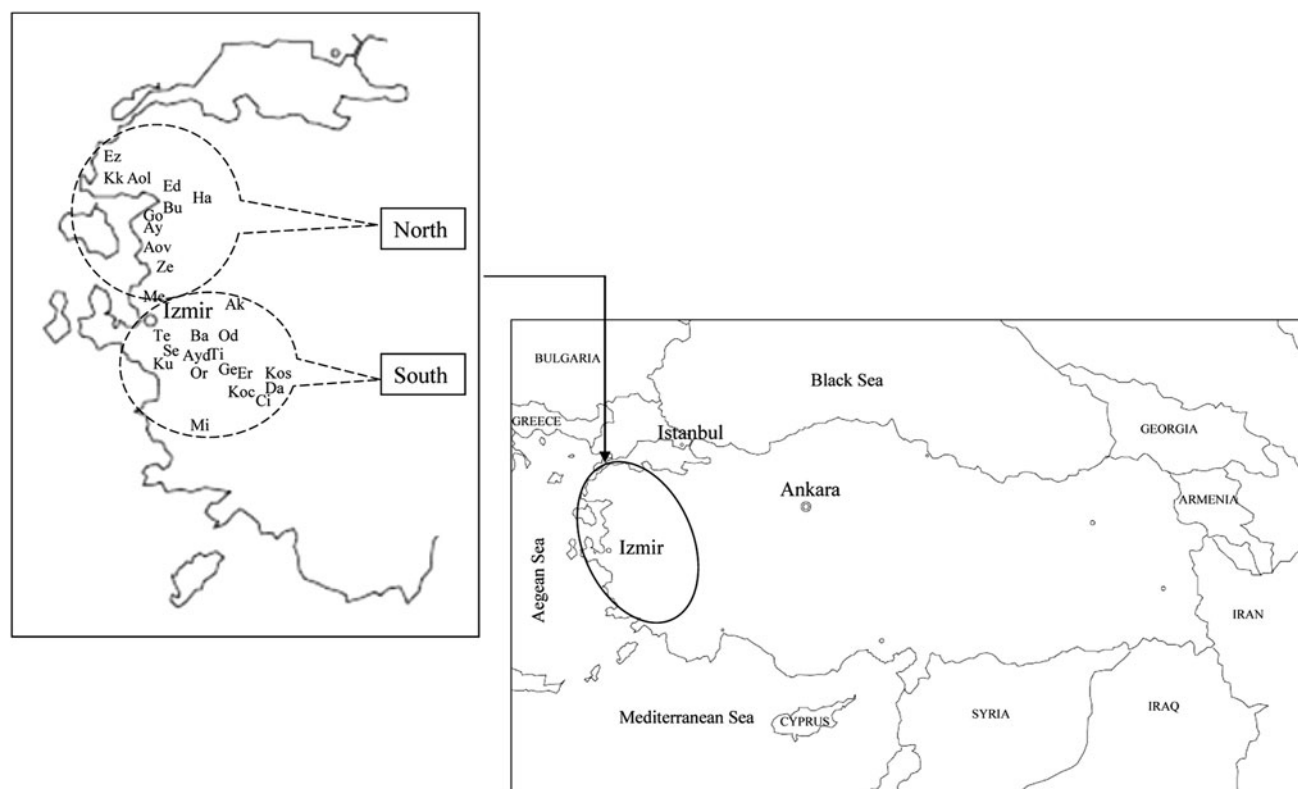 Ez
Kk Aol
Ed
Ha
Bu
Go
Ay
Aov
Ze
Me
North
Izmir
Ak
Te Ba Od
Se
Ayd Ti
Ku
Or
Ge Er Kos
Koc Da
Ci
Mi
South
BULGARIA
Black Sea
GREECE
Istanbul
GEORGIA
Ankara
ARMENIA
Izmir
Aegean Sea
IRAN
Mediterranean Sea
CYPRUS
SYRIA
IRAQ